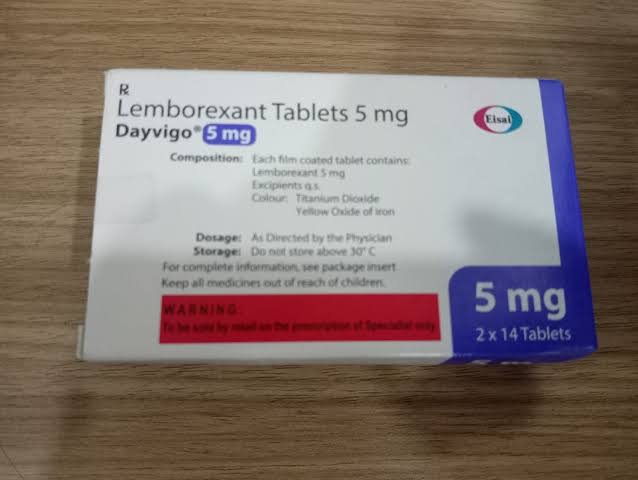 Rx
Lemborexant Tablets 5 mg
Dayvigo® 5 mg
Eisai
Composition: Each film coated tablet contains:
Lemborexant 5 mg
Excipients q.s.
Colour: Titanium Dioxide
Yellow Oxide of iron
Dosage: As Directed by the Physician
Storage: Do not store above 30° C
For complete information, see package insert
Keep all medicines out of reach of children.
WARNING:
To be sold by retail on the prescription of Specialist only
5 mg
2 x 14 Tablets